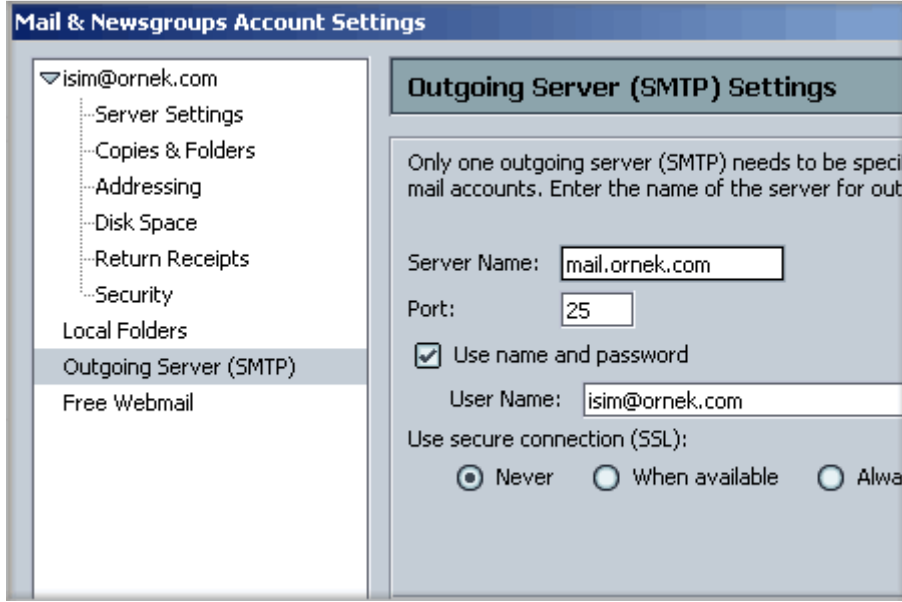 Mail & Newsgroups Account Settings
isim@ornek.com
Server Settings
Copies & Folders
Addressing
Disk Space
Return Receipts
Security
Local Folders
Outgoing Server (SMTP)
Free Webmail
Outgoing Server (SMTP) Settings
Only one outgoing server (SMTP) needs to be speci
mail accounts. Enter the name of the server for out
Server Name: mail.ornek.com
Port: 25
Use name and password
User Name: isim@ornek.com
Use secure connection (SSL):
Never When available Alwa